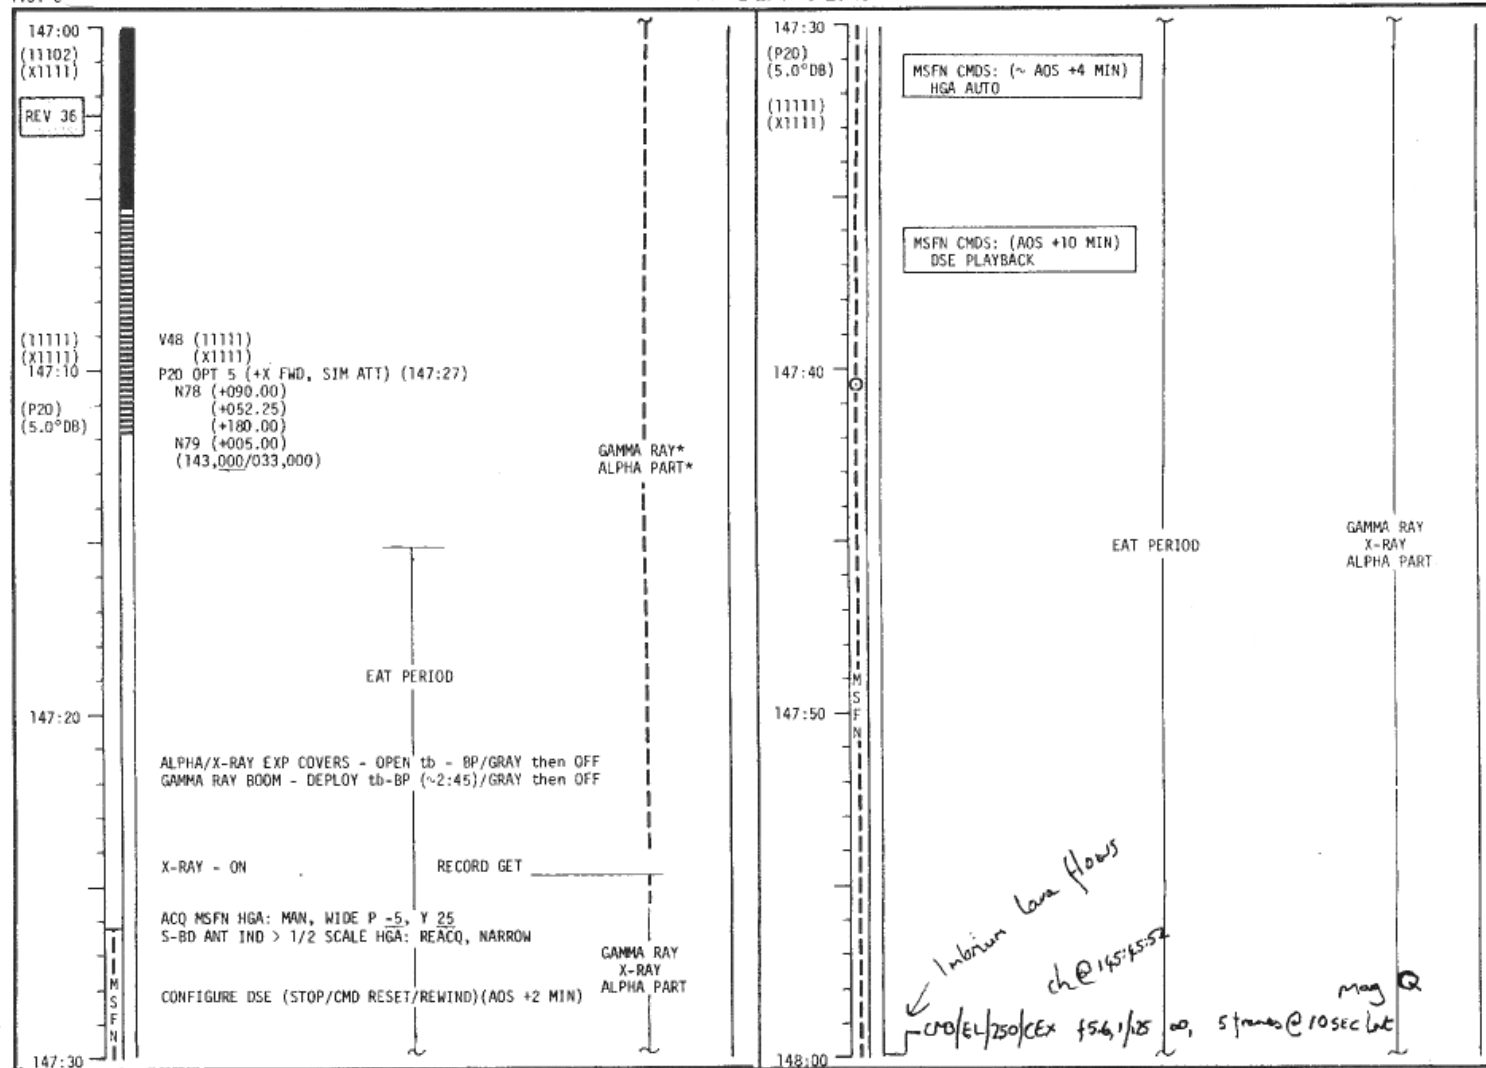 147:00
(11102)
(X1111)
REV 36
(11111)
(X1111)
147:10
(P20)
(5.0°DB)
V48 (11111)
(X1111)
P20 OPT 5 (+X FWD, SIM ATT) (147:27)
N78 (+090.00)
(+052.25)
(+180.00)
N79 (+005.00)
(143,000/033,000)
GAMMA RAY*
ALPHA PART*
EAT PERIOD
147:20
ALPHA/X-RAY EXP COVERS - OPEN tb - BP/GRAY then OFF
GAMMA RAY BOOM - DEPLOY tb-BP (~2:45)/GRAY then OFF
X-RAY - ON RECORD GET
ACQ MSFN HGA: MAN, WIDE P -5, Y 25
S-BD ANT IND > 1/2 SCALE HGA: REACQ, NARROW
GAMMA RAY
X-RAY
ALPHA PART
CONFIGURE DSE (STOP/CMD RESET/REWIND)(AOS +2 MIN)
MSFN
147:30
147:30
(P20)
(5.0°DB)
(11111)
(X1111)
MSFN CMDS: (~ AOS +4 MIN)
HGA AUTO
MSFN CMDS: (AOS +10 MIN)
DSE PLAYBACK
147:40
EAT PERIOD
GAMMA RAY
X-RAY
ALPHA PART
MSFN
147:50
Imbrium lava flows
ch @ 145:45:52
Mag Q
/EL/250/CEX f5.6, 1/125 ∞, 5 frames @ 10 SEC
148:00